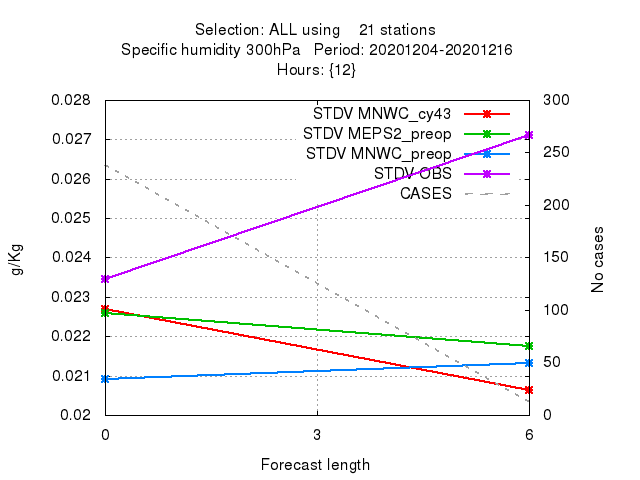 Selection: ALL using    21 stations
Specific humidity 300hPa   Period: 20201204-20201216
Hours: {12}
0.028
0.027
0.026
0.025
0.024
0.023
0.022
0.021
0.02
300
250
200
150
100
50
0
STDV MNWC_cy43
STDV MEPS2_preop
STDV MNWC_preop
STDV OBS
CASES
g/Kg
No cases
0
3
6
Forecast length